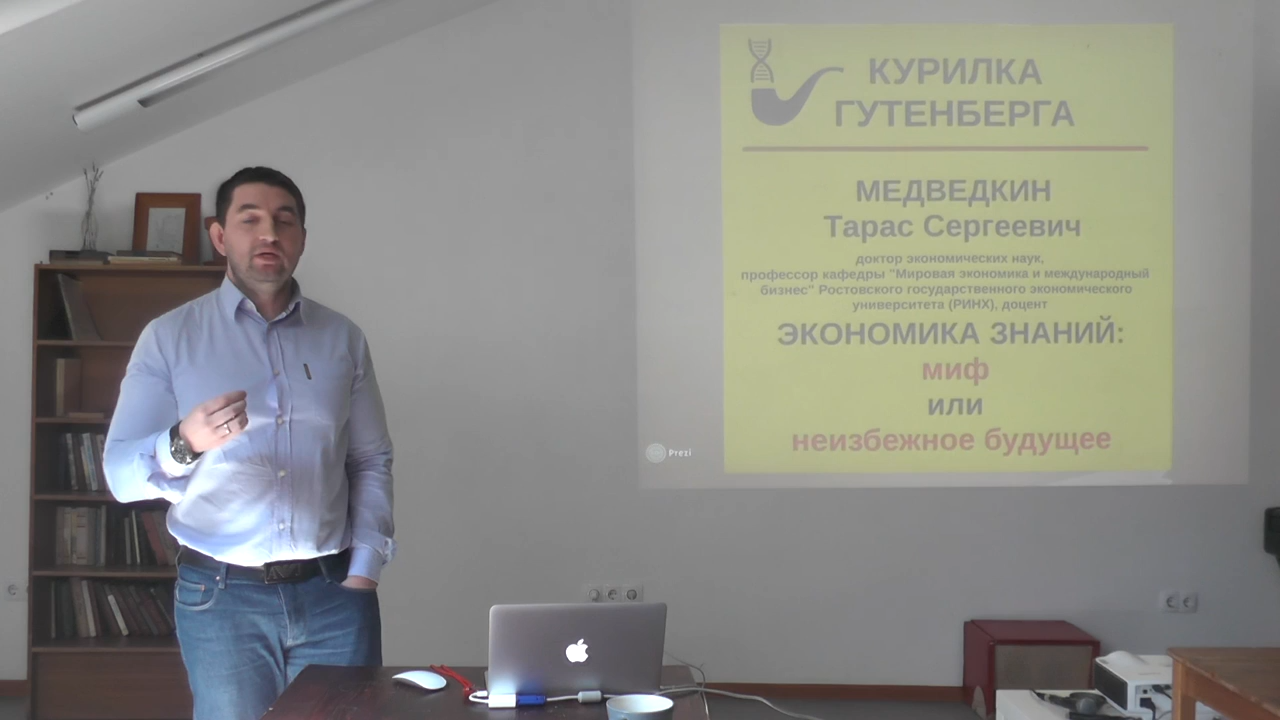 КУРИЛКА
ГУТЕНБЕРГА
МЕДВЕДКИН
Тарас Сергеевич
доктор экономических наук,
профессор кафедры "Мировая экономика и международный
бизнес" Ростовского государственного экономического
университета (РИНХ), доцент
ЭКОНОМИКА ЗНАНИЙ:
миф
или
неизбежное будущее
Prezi